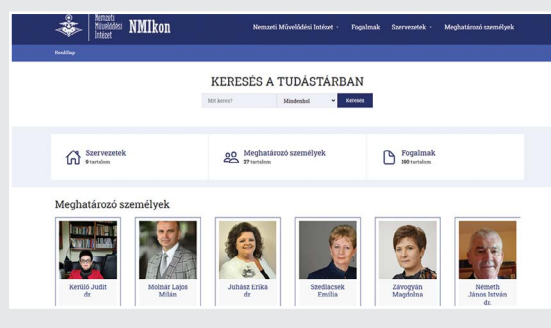 Nemzeti
Művelődési
Intézet
NMIkon
Nemzeti Művelődési Intézet
Fogalmak
Szervezetek
Meghatározó személyek
Kezdőlap
KERESÉS A TUDÁSTÁRBAN
Mit keres?
Mindenhol
Keresés
Szervezetek
9 tartalom
Meghatározó személyek
27 tartalom
Fogalmak
160 tartalom
Meghatározó személyek
Kerülő Judit
dr.
Molnár Lajos
Milán
Juhász Erika
dr.
Szedlacsek
Emília
Závogyán
Magdolna
Németh
János István
dr.